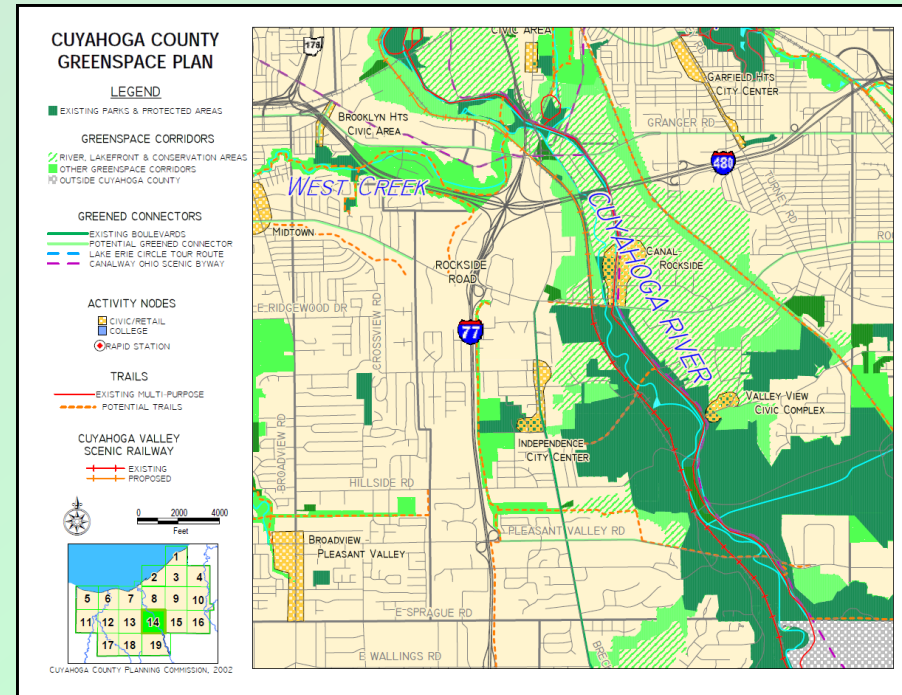 CUYAHOGA COUNTY
GREENSPACE PLAN
LEGEND
EXISTING PARKS & PROTECTED AREAS
GREENSPACE CORRIDORS
RIVER, LAKEFRONT & CONSERVATION AREAS
OTHER GREENSPACE CORRIDORS
OUTSIDE CUYAHOGA COUNTY
GREENED CONNECTORS
EXISTING BOULEVARDS
POTENTIAL GREENED CONNECTOR
LAKE ERIE CIRCLE TOUR ROUTE
CANALWAY OHIO SCENIC BYWAY
ACTIVITY NODES
CIVIC/RETAIL
COLLEGE
RAPID STATION
TRAILS
EXISTING MULTI-PURPOSE
POTENTIAL TRAILS
CUYAHOGA VALLEY
SCENIC RAILWAY
EXISTING
PROPOSED
0 2000 4000
Feet
1
2 3 4
5 6 7 8 9 10
11 12 13 14 15 16
17 18 19
CUYAHOGA COUNTY PLANNING COMMISSION, 2002
CIVIC AREA
176
GARFIELD HTS
CITY CENTER
BROOKLYN HTS
CIVIC AREA
GRANGER RD
480
TURNEY RD
WEST CREEK
CUYAHOGA RIVER
MIDTOWN
CANAL-
ROCKSIDE
ROCKSIDE
ROAD
E RIDGEWOOD DR
CROSSVIEW RD
77
VALLEY VIEW
CIVIC COMPLEX
BROADVIEW RD
INDEPENDENCE
CITY CENTER
HILLSIDE RD
PLEASANT VALLEY RD
BROADVIEW -
PLEASANT VALLEY
E SPRAGUE RD
E WALLINGS RD